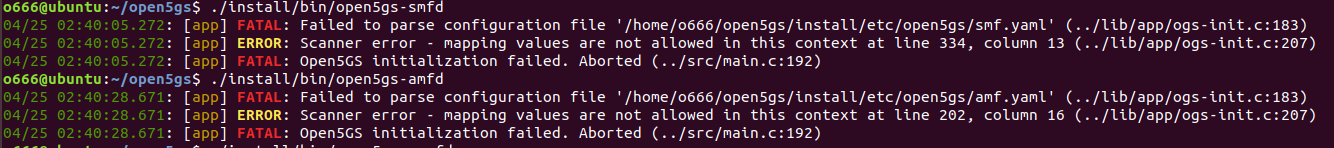 o666@ubuntu:~/open5gs$ ./install/bin/open5gs-smfd
04/25 02:40:05.272: [app] FATAL: Failed to parse configuration file '/home/o666/open5gs/install/etc/open5gs/smf.yaml' (../lib/app/ogs-init.c:183)
04/25 02:40:05.272: [app] ERROR: Scanner error - mapping values are not allowed in this context at line 334, column 13 (../lib/app/ogs-init.c:207)
04/25 02:40:05.272: [app] FATAL: Open5GS initialization failed. Aborted (../src/main.c:192)
o666@ubuntu:~/open5gs$ ./install/bin/open5gs-amfd
04/25 02:40:28.671: [app] FATAL: Failed to parse configuration file '/home/o666/open5gs/install/etc/open5gs/amf.yaml' (../lib/app/ogs-init.c:183)
04/25 02:40:28.671: [app] ERROR: Scanner error - mapping values are not allowed in this context at line 202, column 16 (../lib/app/ogs-init.c:207)
04/25 02:40:28.671: [app] FATAL: Open5GS initialization failed. Aborted (../src/main.c:192)